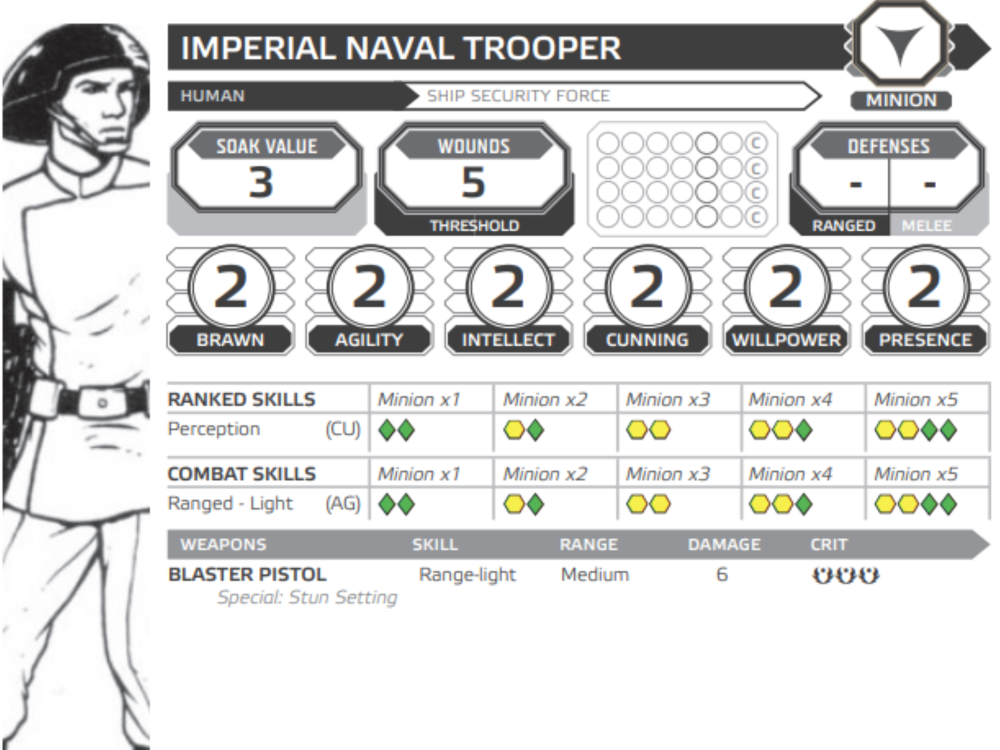 IMPERIAL NAVAL TROOPER
MINION
HUMAN SHIP SECURITY FORCE
SOAK VALUE
3
WOUNDS
5
THRESHOLD
C
C
C
C
DEFENSES
- -
RANGED MELEE
2 2 2 2 2 2
BRAWN AGILITY INTELLECT CUNNING WILLPOWER PRESENCE
RANKED SKILLS Minion x1 Minion x2 Minion x3 Minion x4 Minion x5
Perception (CU)
COMBAT SKILLS Minion x1 Minion x2 Minion x3 Minion x4 Minion x5
Ranged - Light (AG)
WEAPONS SKILL RANGE DAMAGE CRIT
BLASTER PISTOL Range-light Medium 6
Special: Stun Setting